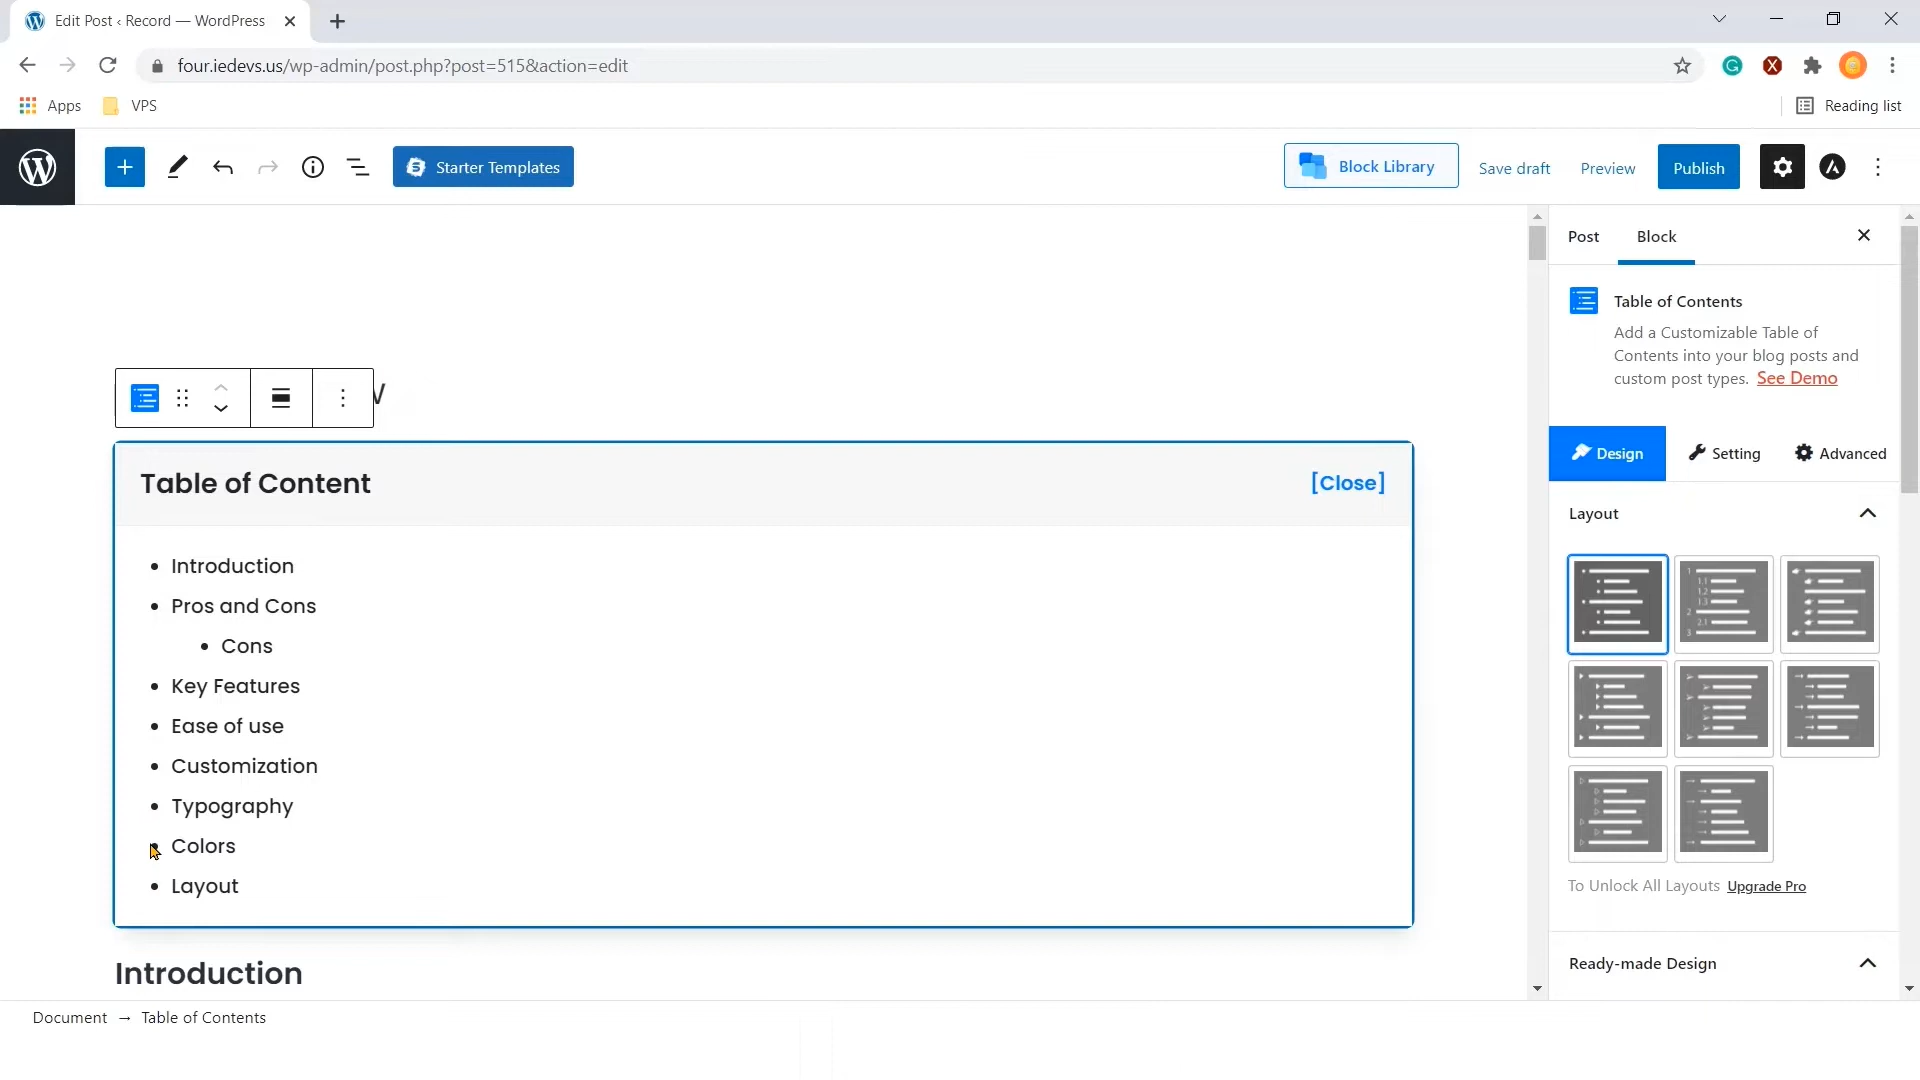 Edit Post ‹ Record — WordPress
four.iedevs.us/wp-admin/post.php?post=515&action=edit
Apps
VPS
Reading list
Starter Templates
Block Library
Save draft
Preview
Publish
Post
Block
Table of Contents
Add a Customizable Table of
Contents into your blog posts and
custom post types. See Demo
Table of Content
[Close]
Design
Setting
Advanced
Layout
• Introduction
• Pros and Cons
• Cons
• Key Features
• Ease of use
• Customization
• Typography
Colors
• Layout
To Unlock All Layouts Upgrade Pro
Introduction
Ready-made Design
Document → Table of Contents